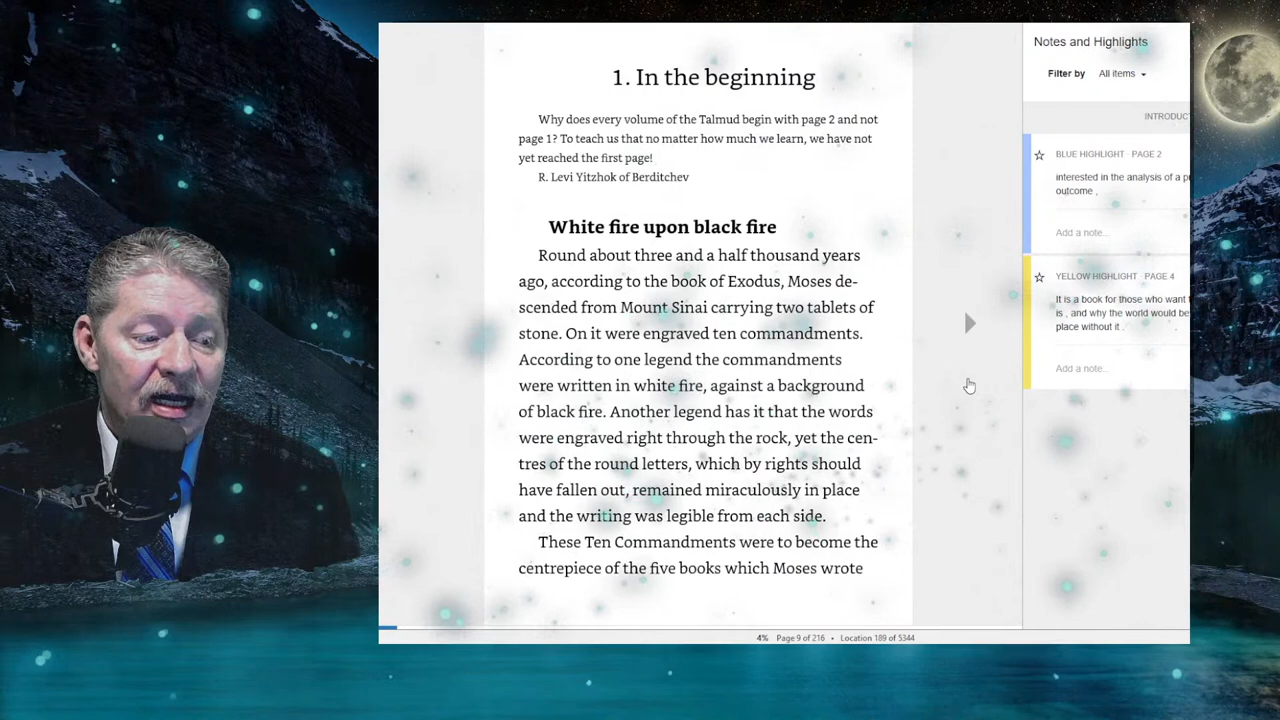 1. In the beginning
Why does every volume of the Talmud begin with page 2 and not
page 1? To teach us that no matter how much we learn, we have not
yet reached the first page!
R. Levi Yitzhok of Berditchev
White fire upon black fire
Round about three and a half thousand years
ago, according to the book of Exodus, Moses de-
scended from Mount Sinai carrying two tablets of
stone. On it were engraved ten commandments.
According to one legend the commandments
were written in white fire, against a background
of black fire. Another legend has it that the words
were engraved right through the rock, yet the cen-
tres of the round letters, which by rights should
have fallen out, remained miraculously in place
and the writing was legible from each side.
These Ten Commandments were to become the
centrepiece of the five books which Moses wrote
4% Page 9 of 216 • Location 189 of 5344
Notes and Highlights
Filter by All items
INTRODUC
BLUE HIGHLIGHT · PAGE 2
interested in the analysis of a
outcome .
Add a note...
YELLOW HIGHLIGHT · PAGE 4
It is a book for those who want
is , and why the world would be
place without it .
Add a note...